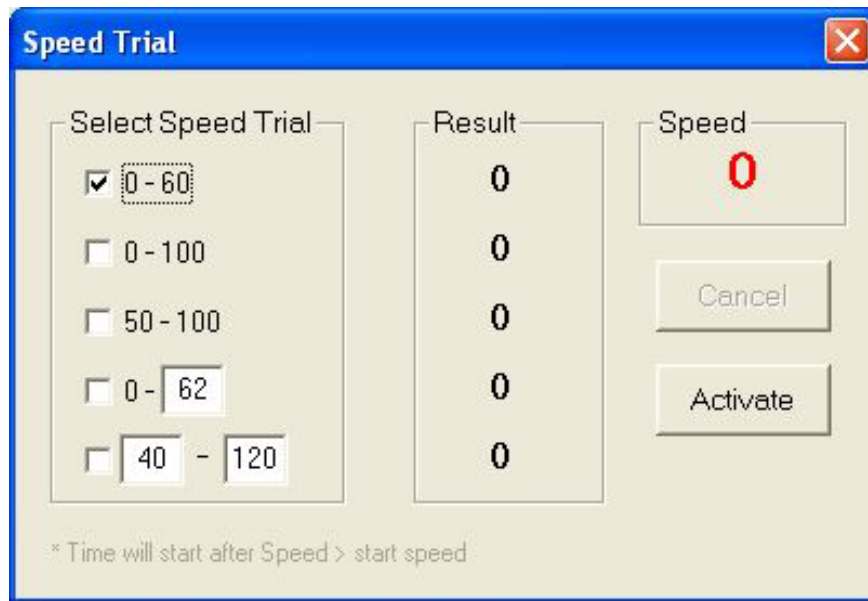 Speed Trial
Select Speed Trial Result Speed
0 - 60 0 0
0 - 100 0
50 - 100 0 Cancel
0 - 62 0 Activate
40 - 120 0
* Time will start after Speed > start speed